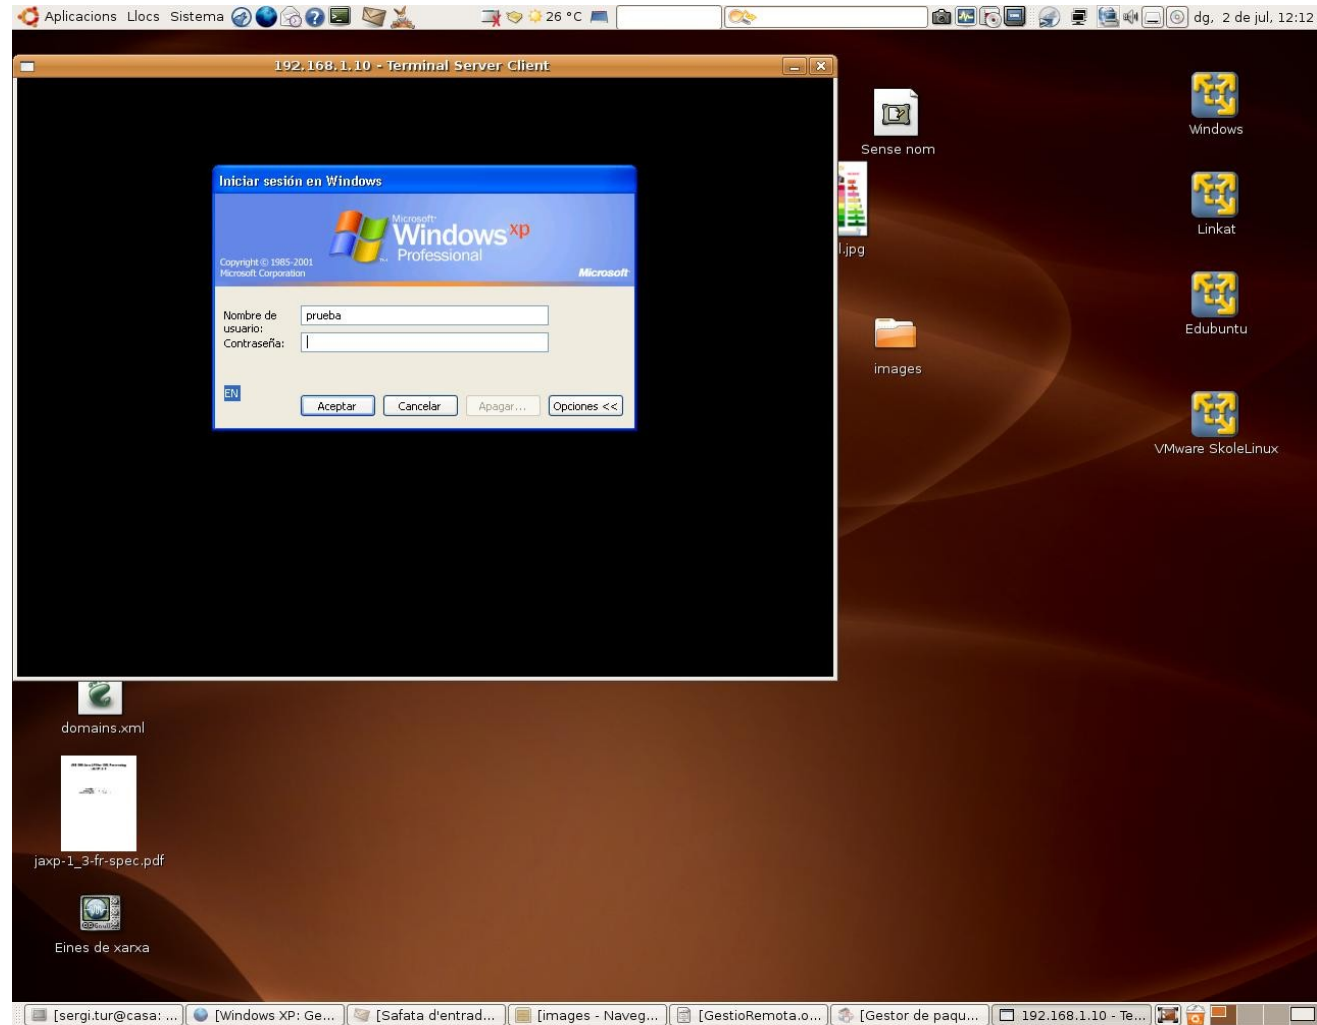 Aplicacions Llocs Sistema
26 °C
dg, 2 de jul, 12:12
192.168.1.10 - Terminal Server Client
Iniciar sesión en Windows
Microsoft
Windows xp
Professional
Copyright © 1985-2001
Microsoft Corporation
Microsoft
Nombre de
usuario:
prueba
Contraseña:
EN
Aceptar
Cancelar
Apagar...
Opciones <<
Sense nom
l.jpg
images
Windows
Linkat
Edubuntu
VMware SkoleLinux
domains.xml
jaxp-1_3-fr-spec.pdf
Eines de xarxa
[sergi.tur@casa: ...
[Windows XP: Ge...
[Safata d'entrad...
[images - Naveg...
[GestioRemota.o...
[Gestor de paqu...
192.168.1.10 - Te...